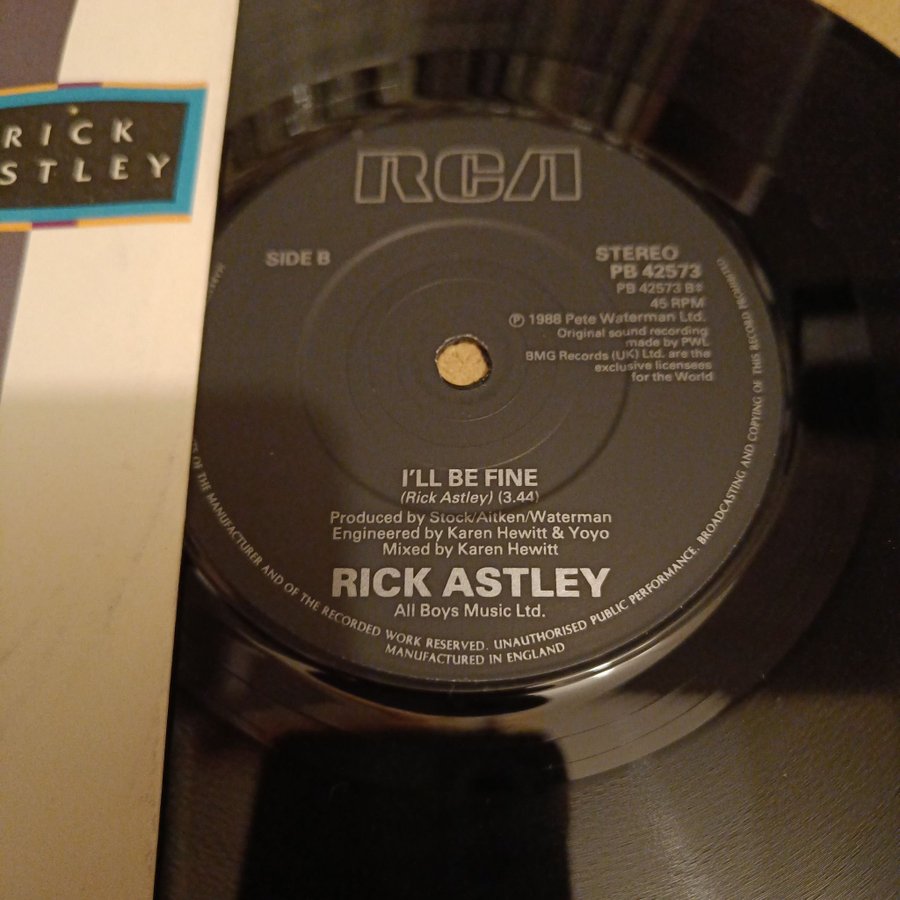 RICK
STLEY
RCA
SIDE B
STEREO
PB 42573
PB 42573 B‡
45 RPM
Ⓟ 1988 Pete Waterman Ltd.
Original sound recording
made by PWL
BMG Records (UK) Ltd. are the
exclusive licensees
for the World
I'LL BE FINE
(Rick Astley) (3.44)
Produced by Stock/Aitken/Waterman
Engineered by Karen Hewitt & Yoyo
Mixed by Karen Hewitt
RICK ASTLEY
All Boys Music Ltd.
OF THE MANUFACTURER AND OF THE RECORDED WORK RESERVED. UNAUTHORISED PUBLIC PERFORMANCE, BROADCASTING AND COPYING OF THIS RECORD PROHIBITED
MANUFACTURED IN ENGLAND